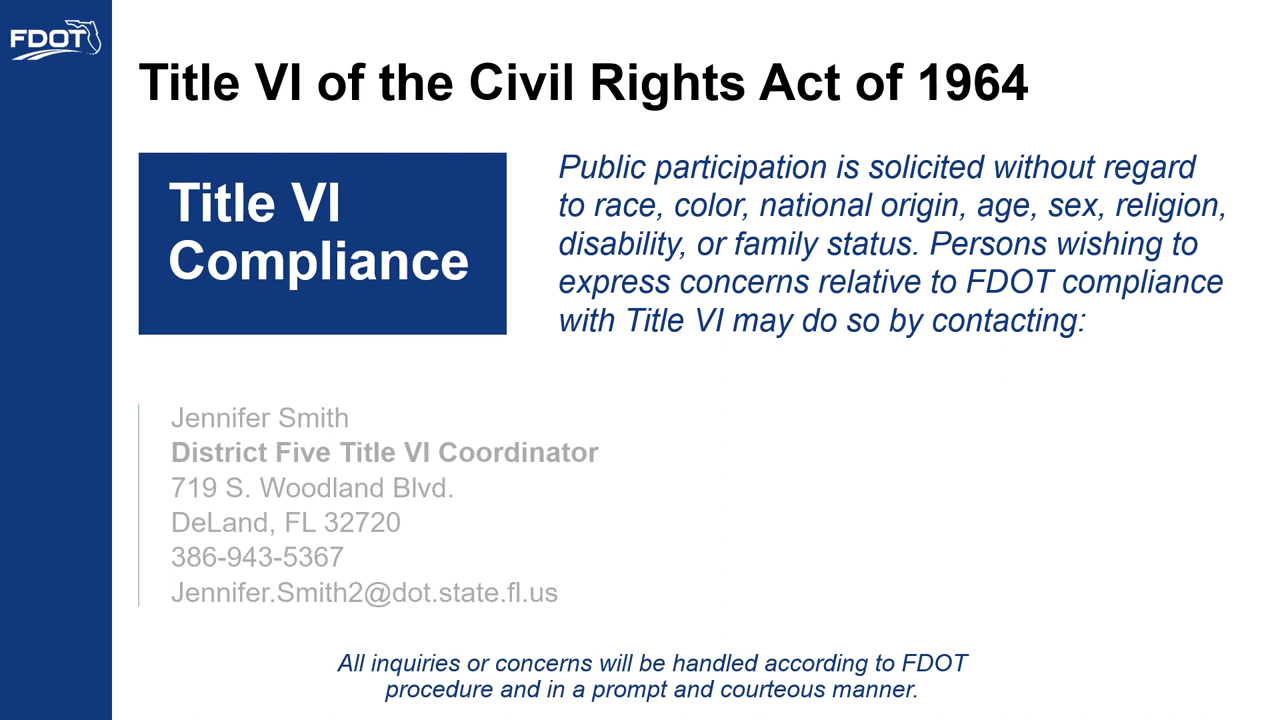 FDOT
Title VI of the Civil Rights Act of 1964
Title VI
Compliance
Public participation is solicited without regard
to race, color, national origin, age, sex, religion,
disability, or family status. Persons wishing to
express concerns relative to FDOT compliance
with Title VI may do so by contacting:
Jennifer Smith
District Five Title VI Coordinator
719 S. Woodland Blvd.
DeLand, FL 32720
386-943-5367
Jennifer.Smith2@dot.state.fl.us
All inquiries or concerns will be handled according to FDOT
procedure and in a prompt and courteous manner.